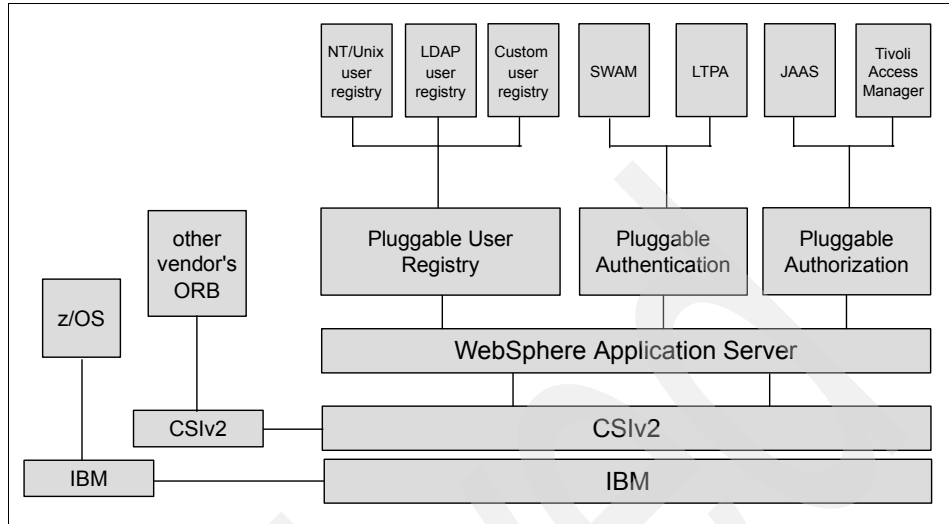 NT/Unix
user
registry
LDAP
user
registry
Custom
user
registry
SWAM
LTPA
JAAS
Tivoli
Access
Manager
other
vendor's
ORB
Pluggable User
Registry
Pluggable
Authentication
Pluggable
Authorization
z/OS
WebSphere Application Server
CSIv2
CSIv2
IBM
IBM